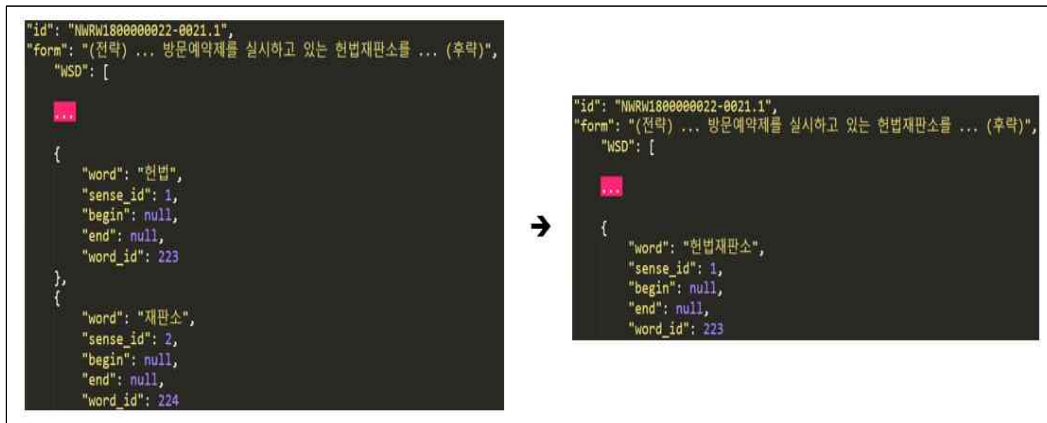 "id": "NWRW1800000022-0021.1",
"form": "(전략) ... 방문예약제를 실시하고 있는 헌법재판소를 ... (후략)",
"WSD": [
...
{
"word": "헌법",
"sense_id": 1,
"begin": null,
"end": null,
"word_id": 223
},
{
"word": "재판소",
"sense_id": 2,
"begin": null,
"end": null,
"word_id": 224
➔
"id": "NWRW1800000022-0021.1",
"form": "(전략) ... 방문예약제를 실시하고 있는 헌법재판소를 ... (후략)",
"WSD": [
...
{
"word": "헌법재판소",
"sense_id": 1,
"begin": null,
"end": null,
"word_id": 223